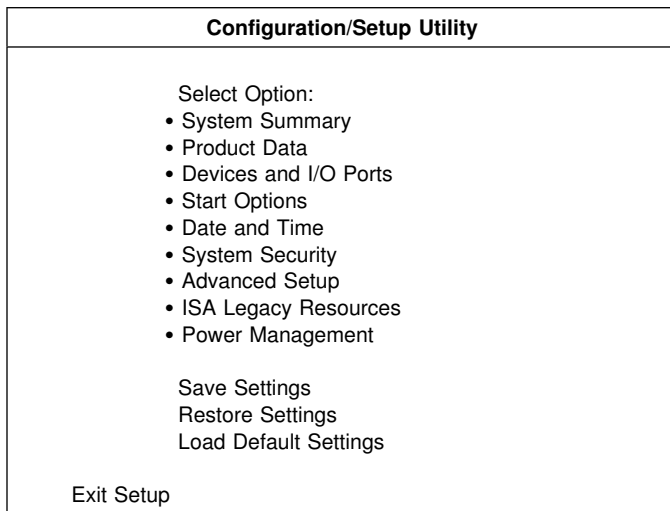 Configuration/Setup Utility
Select Option:
• System Summary
• Product Data
• Devices and I/O Ports
• Start Options
• Date and Time
• System Security
• Advanced Setup
• ISA Legacy Resources
• Power Management
Save Settings
Restore Settings
Load Default Settings
Exit Setup